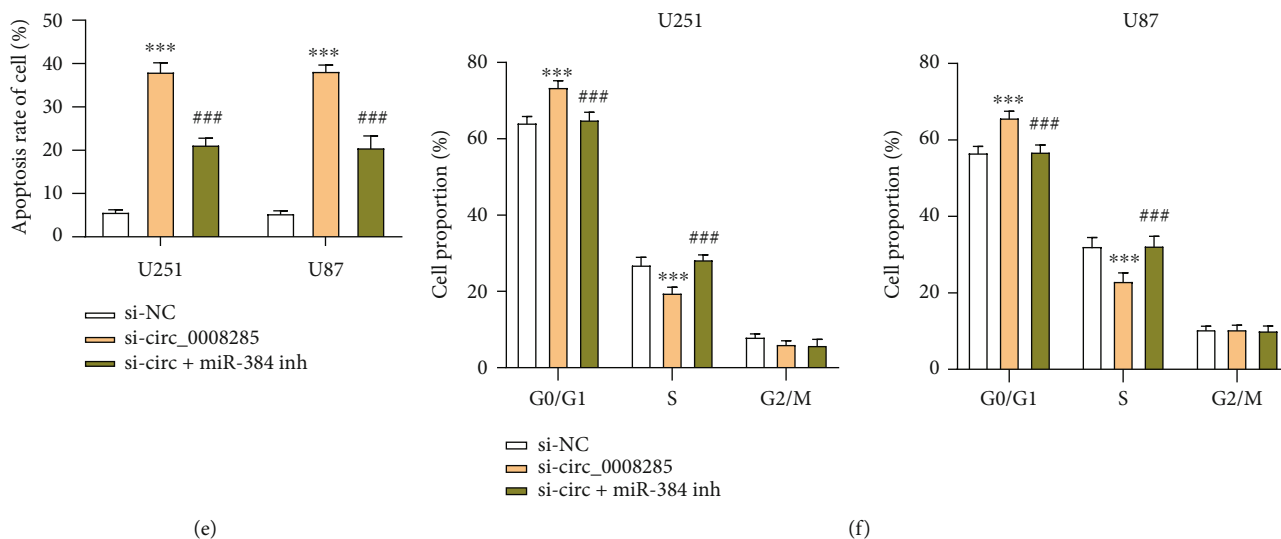 Apoptosis rate of cell (%)
50
40
30
20
10
0
***
###
***
###
U251
U87
si-NC
si-circ_0008285
si-circ + miR-384 inh
(e)
U251
Cell proportion (%)
80
60
40
20
0
***
###
***
###
G0/G1
S
G2/M
si-NC
si-circ_0008285
si-circ + miR-384 inh
U87
Cell proportion (%)
80
60
40
20
0
***
###
***
###
G0/G1
S
G2/M
(f)